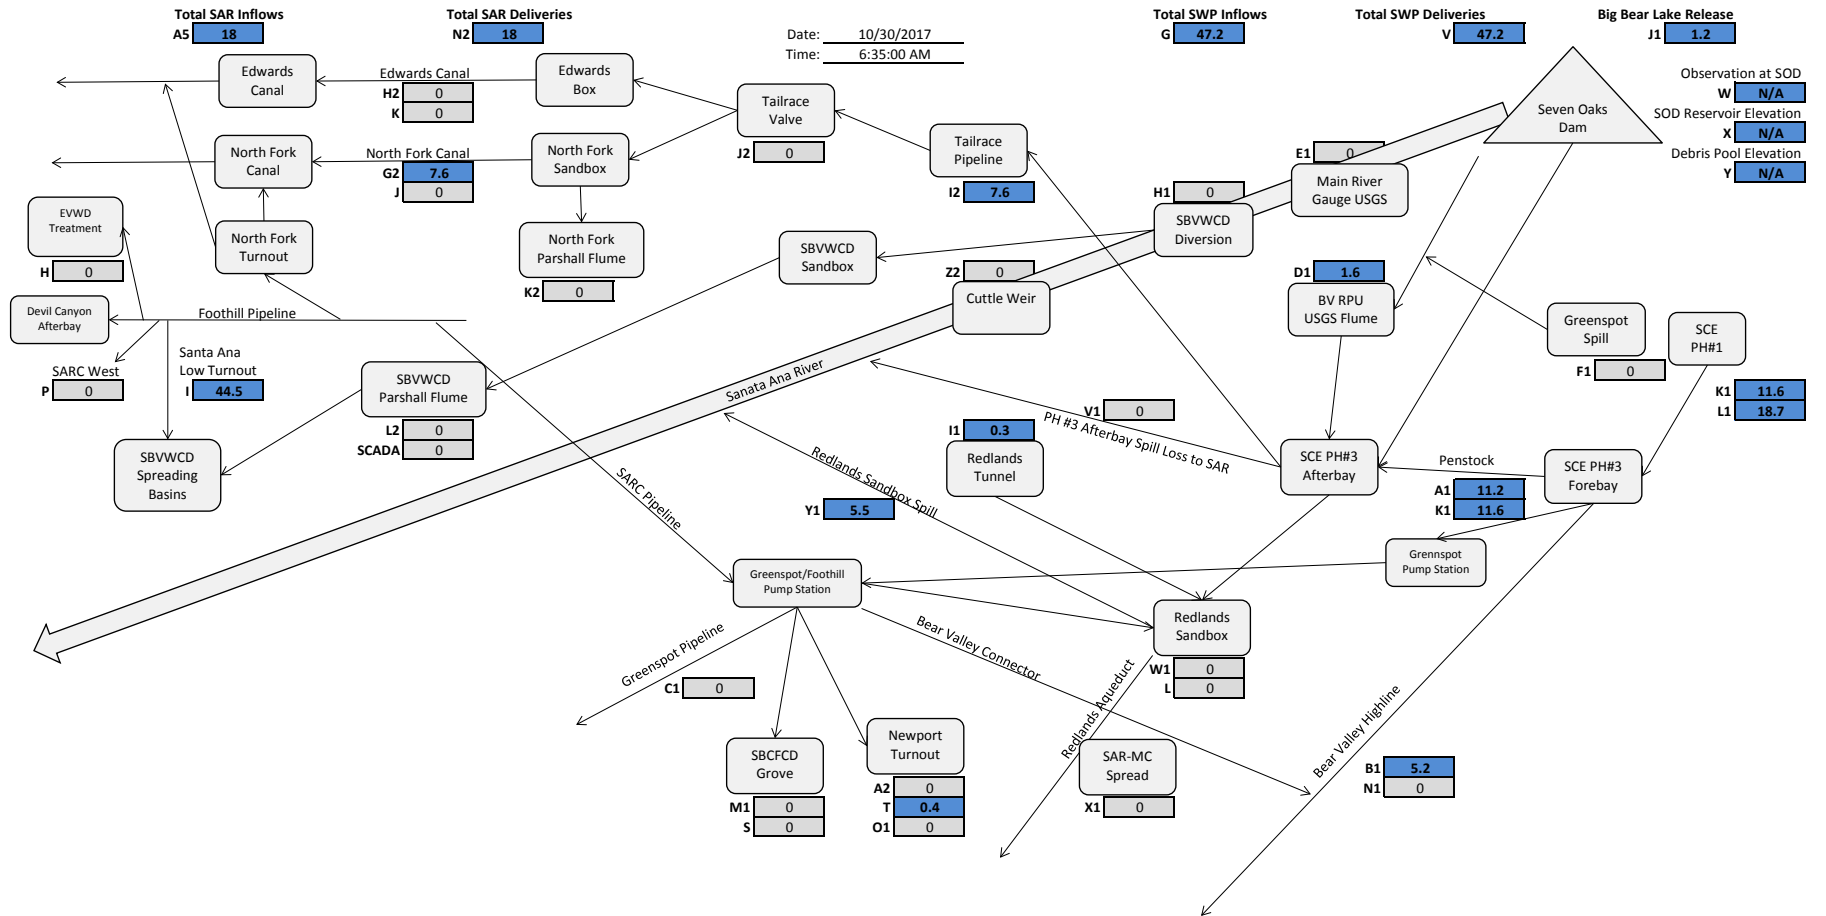 Total SAR Inflows
A5 18
Total SAR Deliveries
N2 18
Date: 10/30/2017
Time: 6:35:00 AM
Total SWP Inflows
G 47.2
Total SWP Deliveries
V 47.2
Big Bear Lake Release
J1 1.2
Observation at SOD
W N/A
SOD Reservoir Elevation
X N/A
Debris Pool Elevation
Y N/A
Seven Oaks
Dam
Edwards
Canal
Edwards Canal
H2 0
K 0
Edwards
Box
Tailrace
Valve
J2 0
Tailrace
Pipeline
I2 7.6
E1 0
Main River
Gauge USGS
H1 0
SBVWCD
Diversion
North Fork
Canal
North Fork Canal
G2 7.6
J 0
North Fork
Sandbox
EVWD
Treatment
H 0
North Fork
Turnout
North Fork
Parshall Flume
K2 0
SBVWCD
Sandbox
Z2 0
Cuttle Weir
D1 1.6
BV RPU
USGS Flume
Greenspot
Spill
F1 0
SCE
PH#1
K1 11.6
L1 18.7
Devil Canyon
Afterbay
Foothill Pipeline
SARC West
P 0
Santa Ana
Low Turnout
I 44.5
SBVWCD
Parshall Flume
L2 0
SCADA 0
Sanata Ana River
V1 0
PH #3 Afterbay Spill Loss to SAR
I1 0.3
Redlands
Tunnel
SCE PH#3
Afterbay
Penstock
A1 11.2
K1 11.6
SCE PH#3
Forebay
SBVWCD
Spreading
Basins
SARC Pipeline
Redlands Sandbox Spill
Y1 5.5
Grennspot
Pump Station
Greenspot/Foothill
Pump Station
Redlands
Sandbox
W1 0
L 0
Greenspot Pipeline
C1 0
Bear Valley Connector
Redlands Aqueduct
Bear Valley Highline
SBCFCD
Grove
M1 0
S 0
Newport
Turnout
A2 0
T 0.4
O1 0
SAR-MC
Spread
X1 0
B1 5.2
N1 0